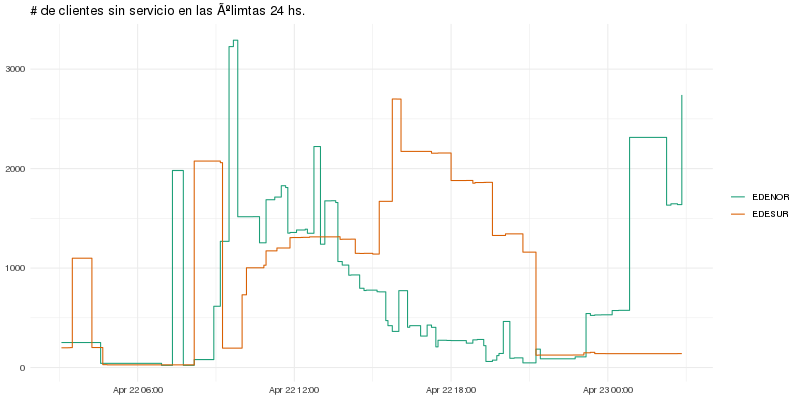 # de clientes sin servicio en las Ãºlimtas 24 hs.
3000
2000
1000
0
Apr 22 06:00
Apr 22 12:00
Apr 22 18:00
Apr 23 00:00
EDENOR
EDESUR